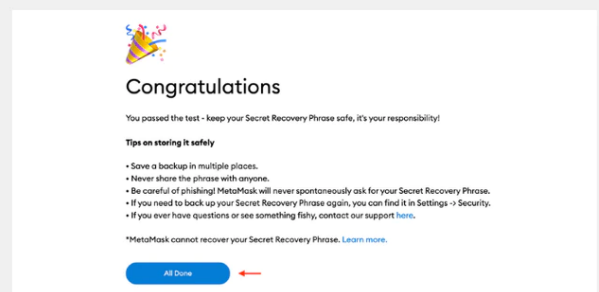 Congratulations
You passed the test - keep your Secret Recovery Phrase safe, it's your responsibility!
Tips on storing it safely
• Save a backup in multiple places.
• Never share the phrase with anyone.
• Be careful of phishing! MetaMask will never spontaneously ask for your Secret Recovery Phrase.
• If you need to back up your Secret Recovery Phrase again, you can find it in Settings -> Security.
• If you ever have questions or see something fishy, contact our support here.
*MetaMask cannot recover your Secret Recovery Phrase. Learn more.
All Done